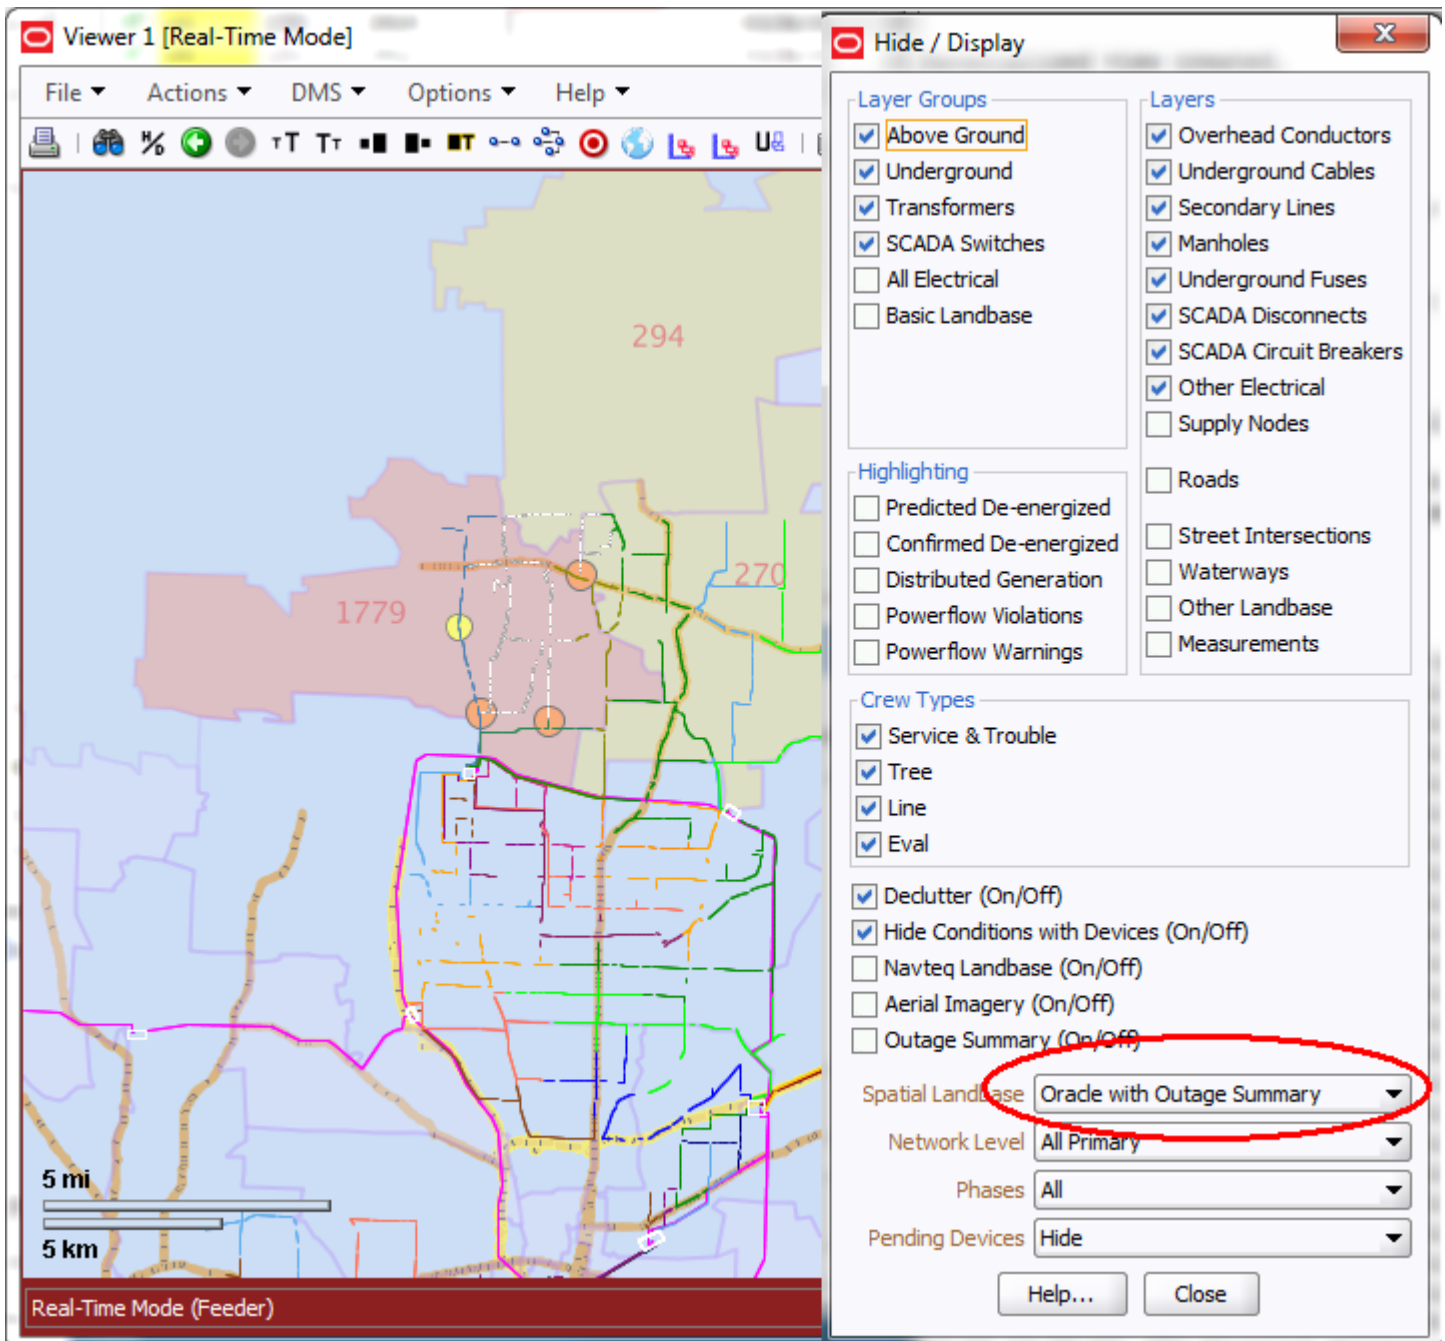 Viewer 1 [Real-Time Mode]
File Actions DMS Options Help
294
270
1779
5 mi
5 km
Real-Time Mode (Feeder)
Hide / Display
Layer Groups
Above Ground
Underground
Transformers
SCADA Switches
All Electrical
Basic Landbase
Layers
Overhead Conductors
Underground Cables
Secondary Lines
Manholes
Underground Fuses
SCADA Disconnects
SCADA Circuit Breakers
Other Electrical
Supply Nodes
Roads
Street Intersections
Waterways
Other Landbase
Measurements
Highlighting
Predicted De-energized
Confirmed De-energized
Distributed Generation
Powerflow Violations
Powerflow Warnings
Crew Types
Service & Trouble
Tree
Line
Eval
Declutter (On/Off)
Hide Conditions with Devices (On/Off)
Navteq Landbase (On/Off)
Aerial Imagery (On/Off)
Outage Summary (On/Off)
Spatial Landbase Oracle with Outage Summary
Network Level All Primary
Phases All
Pending Devices Hide
Help... Close